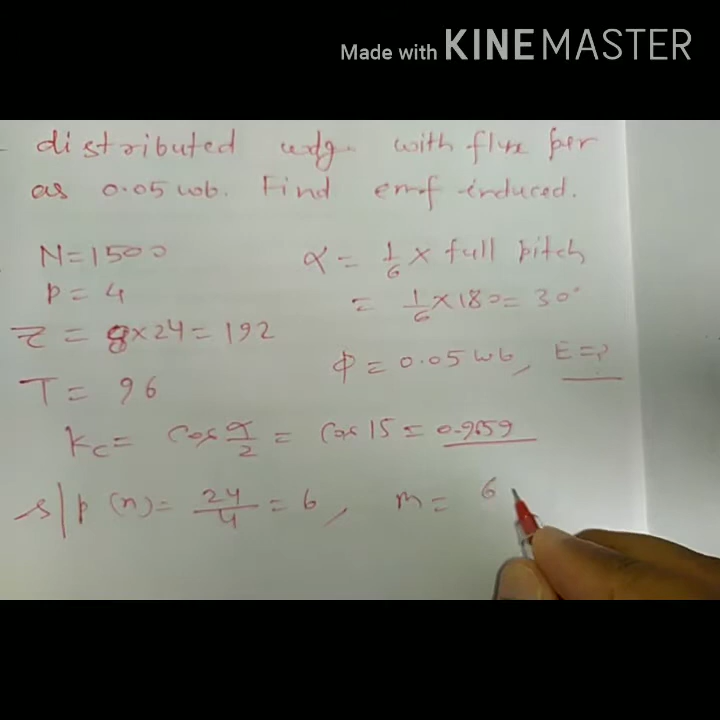 Made with KINEMASTER
distributed wdg. with flux per
as 0.05 wb. Find emf induced.
N=1500
α = 1/6 × full pitch
p = 4
= 1/6 × 180 = 30°
Z = 8×24 = 192
Φ = 0.05 wb, E=?
T = 96
Kc = cos α/2 = cos 15 = 0.9659
s/p (n) = 24/4 = 6, m = 6